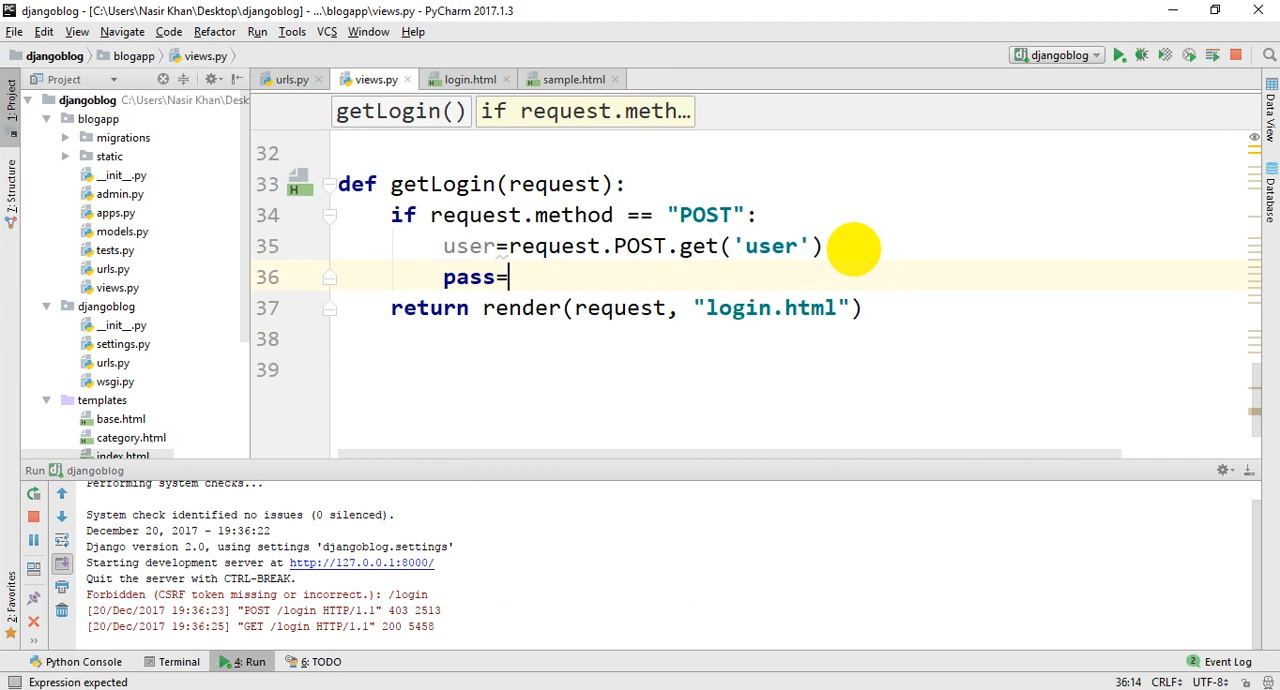 djangoblog - [C:\Users\Nasir Khan\Desktop\djangoblog] - ...\blogapp\views.py - PyCharm 2017.1.3
File Edit View Navigate Code Refactor Run Tools VCS Window Help
djangoblog blogapp views.py djangoblog
Project urls.py views.py login.html sample.html
1: Project
7: Structure
2: Favorites
djangoblog C:\Users\Nasir Khan\Desk
blogapp
migrations
static
__init__.py
admin.py
apps.py
models.py
tests.py
urls.py
views.py
djangoblog
__init__.py
settings.py
urls.py
wsgi.py
templates
base.html
category.html
index.html
getLogin() if request.meth...
32
33 def getLogin(request):
34 if request.method == "POST":
35 user=request.POST.get('user')
36 pass=
37 return render(request, "login.html")
38
39
Data View
Database
Run djangoblog
Performing system checks...
System check identified no issues (0 silenced).
December 20, 2017 - 19:36:22
Django version 2.0, using settings 'djangoblog.settings'
Starting development server at http://127.0.0.1:8000/
Quit the server with CTRL-BREAK.
Forbidden (CSRF token missing or incorrect.): /login
[20/Dec/2017 19:36:23] "POST /login HTTP/1.1" 403 2513
[20/Dec/2017 19:36:25] "GET /login HTTP/1.1" 200 5458
Python Console Terminal 4: Run 6: TODO 2 Event Log
Expression expected 36:14 CRLF UTF-8